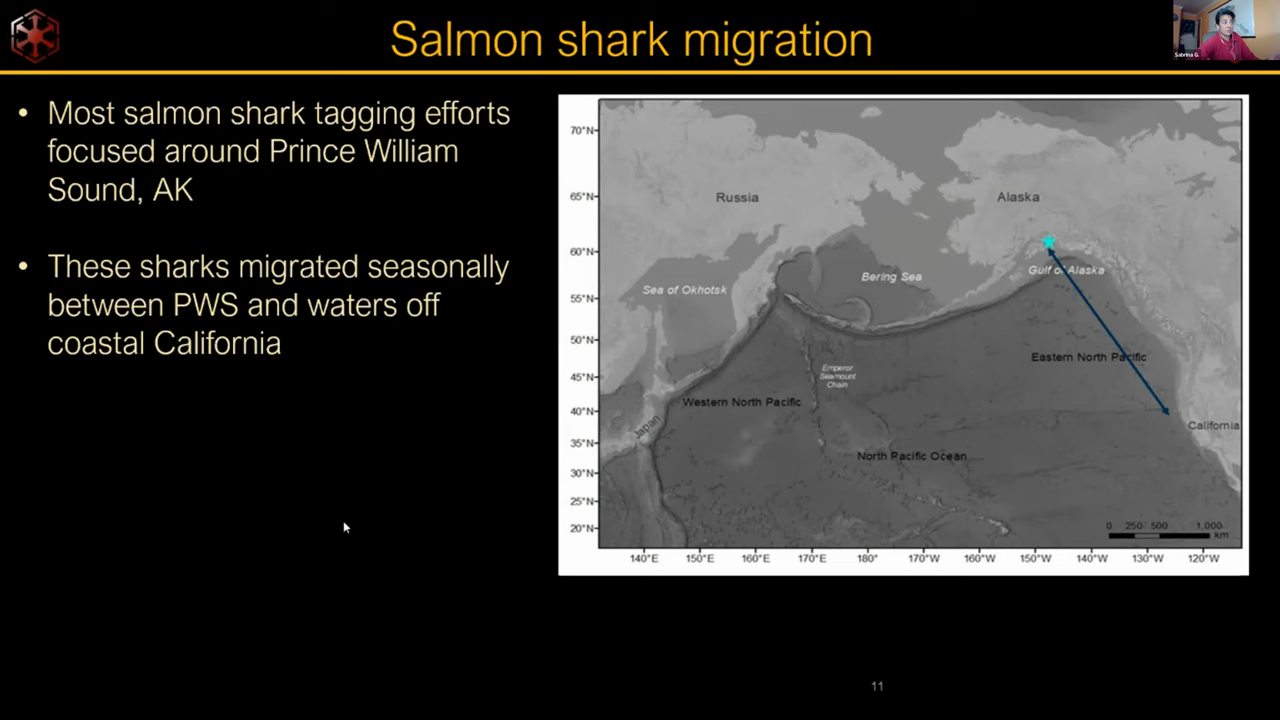 Salmon shark migration
Sabrina G.
• Most salmon shark tagging efforts
focused around Prince William
Sound, AK
• These sharks migrated seasonally
between PWS and waters off
coastal California
70°N
65°N
60°N
55°N
50°N
45°N
40°N
35°N
30°N
25°N
20°N
Russia
Alaska
Sea of Okhotsk
Bering Sea
Gulf of Alaska
Eastern North Pacific
Emperor
Seamount
Chain
Western North Pacific
Japan
California
North Pacific Ocean
0 250 500 1,000
km
140°E 150°E 160°E 170°E 180° 170°W 160°W 150°W 140°W 130°W 120°W
11